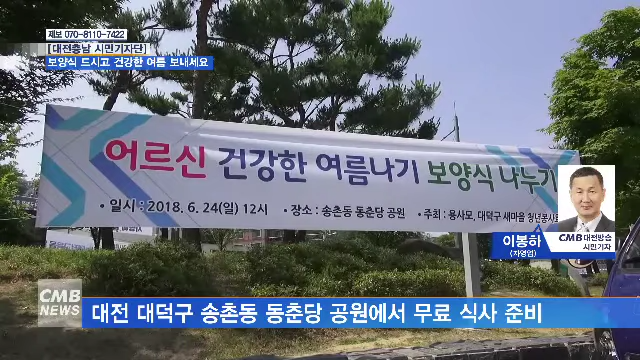 제보 070-8110-7422
[대전충남 시민기자단]
보양식 드시고 건강한 여름 보내세요
어르신 건강한 여름나기 보양식 나누기
• 일시 : 2018. 6. 24(일) 12시 • 장소 : 송촌동 동춘당 공원 • 주최 : 용사모, 대덕구 새마을 청년봉사
이봉하
(자영업)
CMB 대전방송
시민기자
CMB
NEWS
대전 대덕구 송촌동 동춘당 공원에서 무료 식사 준비